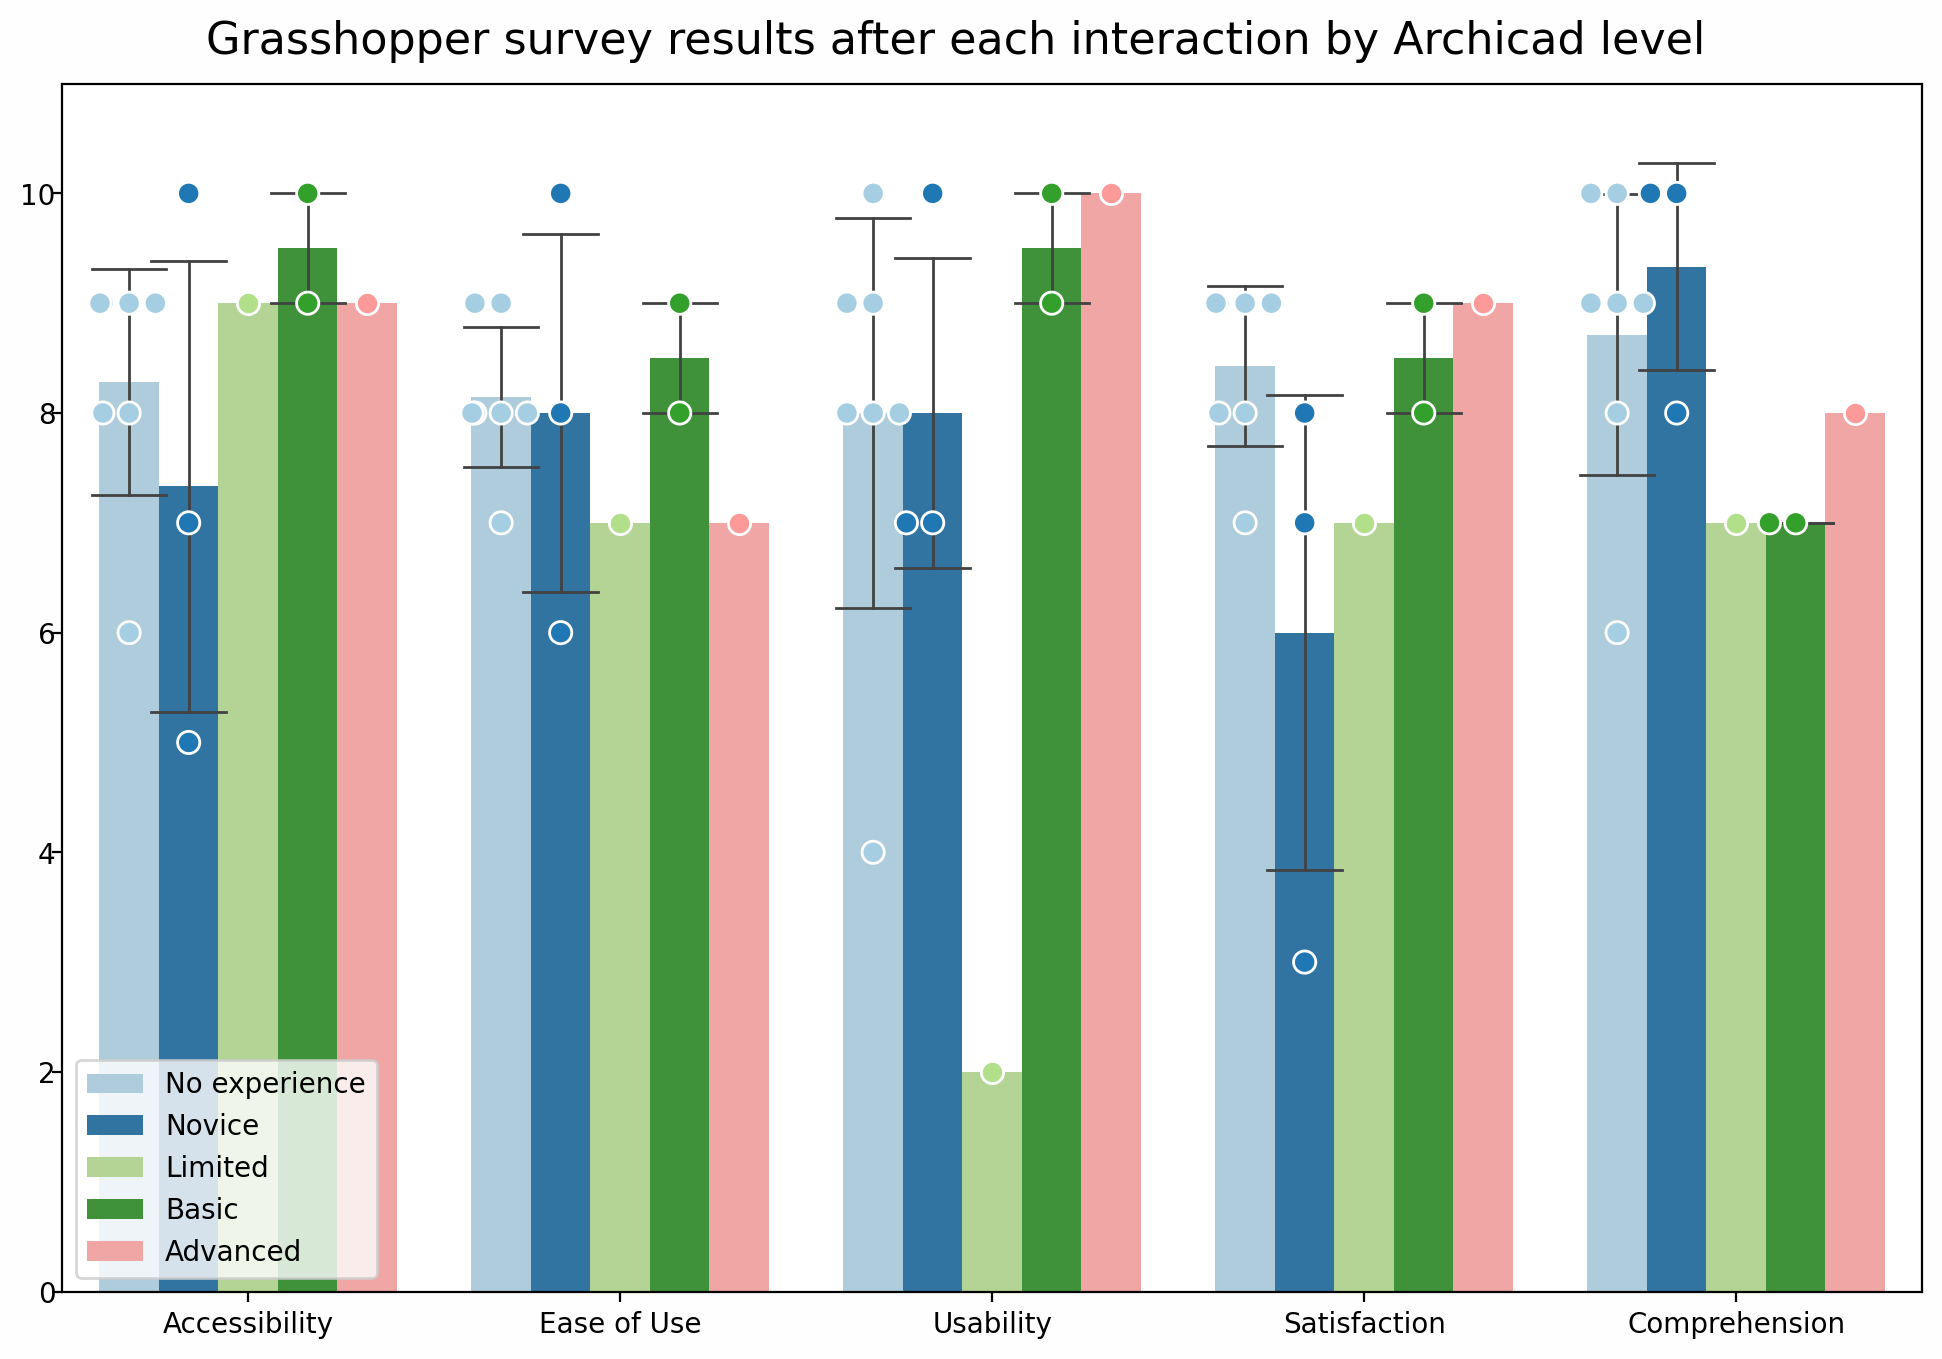 Grasshopper survey results after each interaction by Archicad level
10
8
6
4
2
0
No experience
Novice
Limited
Basic
Advanced
Accessibility
Ease of Use
Usability
Satisfaction
Comprehension